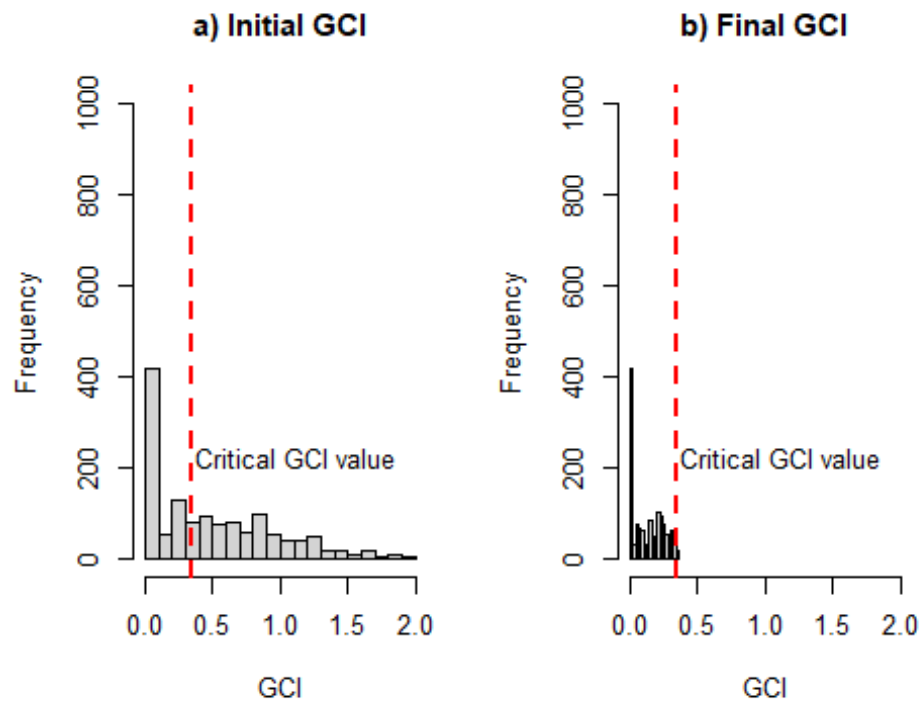 a) Initial GCI
Frequency
0
200
400
600
800
1000
Critical GCI value
0.0 0.5 1.0 1.5 2.0
GCI
b) Final GCI
Frequency
0
200
400
600
800
1000
Critical GCI value
0.0 0.5 1.0 1.5 2.0
GCI